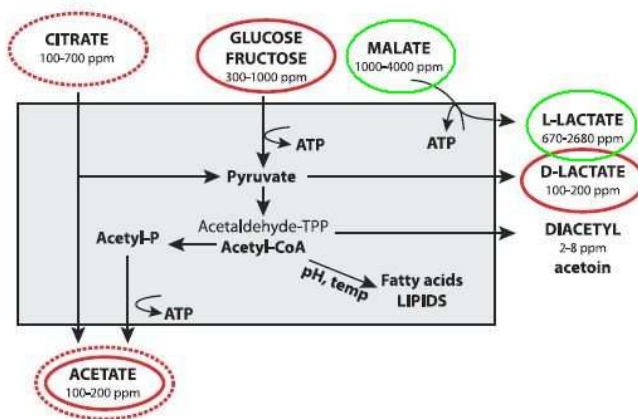 CITRATE
100-700 ppm
GLUCOSE
FRUCTOSE
300-1000 ppm
MALATE
1000-4000 ppm
ATP
ATP
L-LACTATE
670-2680 ppm
Pyruvate
D-LACTATE
100-200 ppm
Acetyl-P
Acetaldehyde-TPP
Acetyl-CoA
DIACETYL
2-8 ppm
acetoin
pH, temp
Fatty acids
LIPIDS
ATP
ACETATE
100-200 ppm